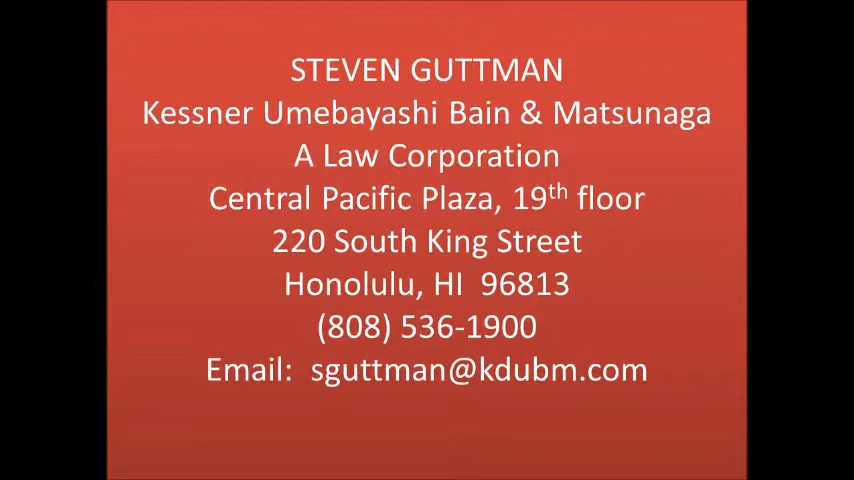 STEVEN GUTTMAN
Kessner Umebayashi Bain & Matsunaga
A Law Corporation
Central Pacific Plaza, 19th floor
220 South King Street
Honolulu, HI  96813
(808) 536-1900
Email:  sguttman@kdubm.com